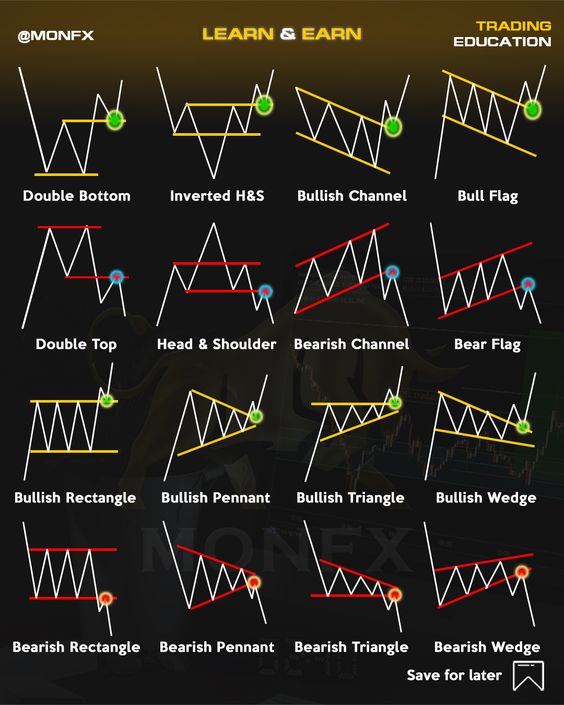 @MONFX
LEARN & EARN
TRADING
EDUCATION
Double Bottom
Inverted H&S
Bullish Channel
Bull Flag
Double Top
Head & Shoulder
Bearish Channel
Bear Flag
Bullish Rectangle
Bullish Pennant
Bullish Triangle
Bullish Wedge
MONFX
Bearish Rectangle
Bearish Pennant
Bearish Triangle
Bearish Wedge
Save for later